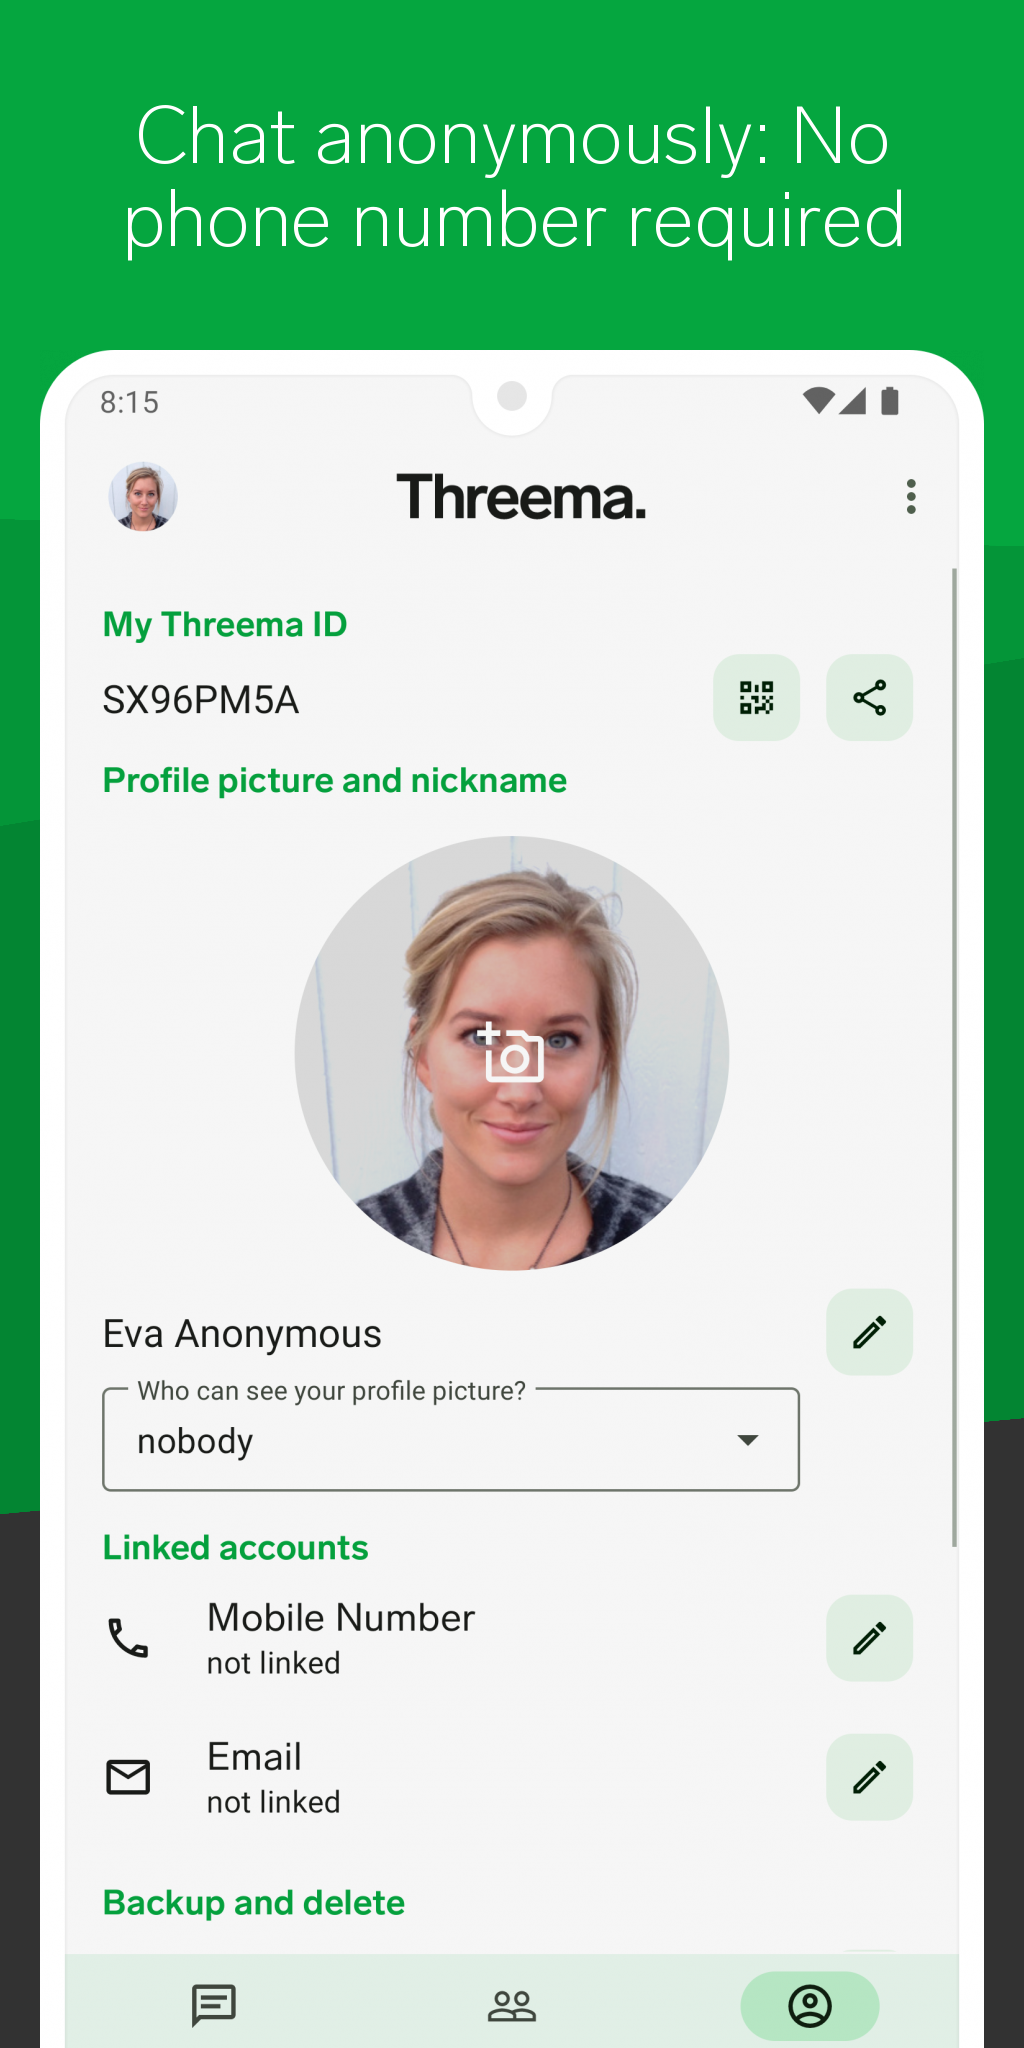 Chat anonymously: No
phone number required
8:15
Threema.
My Threema ID
SX96PM5A
Profile picture and nickname
Eva Anonymous
Who can see your profile picture?
nobody
Linked accounts
Mobile Number
not linked
Email
not linked
Backup and delete